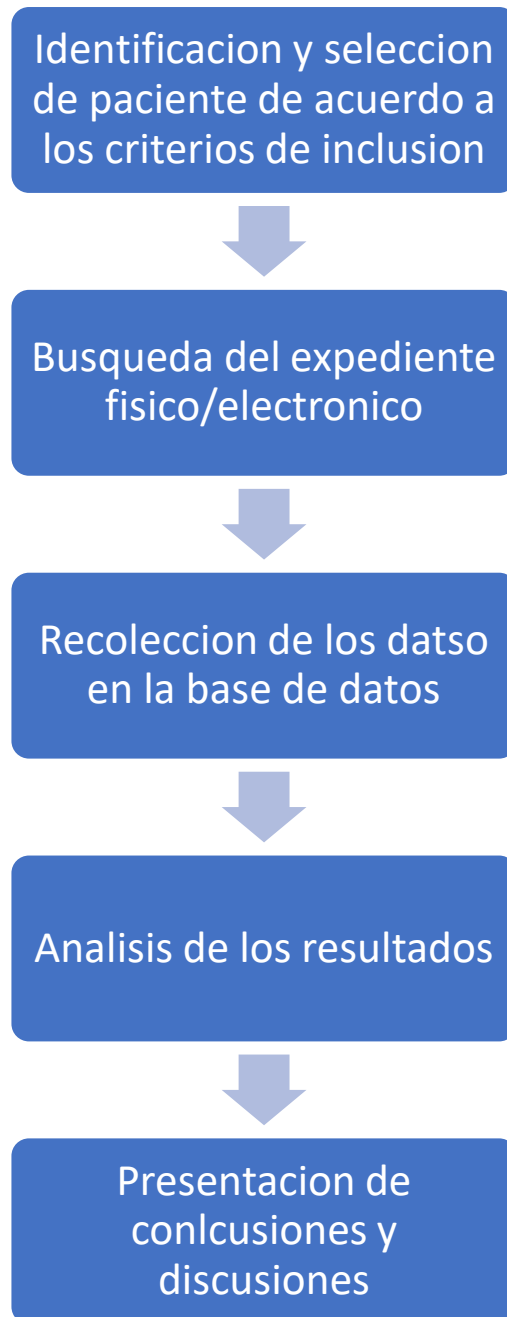 Identificacion y seleccion
de paciente de acuerdo a
los criterios de inclusion
Busqueda del expediente
fisico/electronico
Recoleccion de los datso
en la base de datos
Analisis de los resultados
Presentacion de
conlcusiones y
discusiones